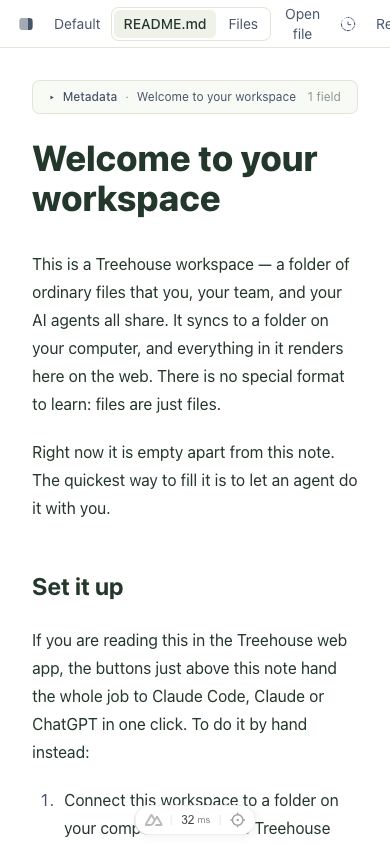 Default README.md Files Open file Re
Metadata · Welcome to your workspace 1 field
Welcome to your
workspace
This is a Treehouse workspace — a folder of
ordinary files that you, your team, and your
AI agents all share. It syncs to a folder on
your computer, and everything in it renders
here on the web. There is no special format
to learn: files are just files.
Right now it is empty apart from this note.
The quickest way to fill it is to let an agent do
it with you.
Set it up
If you are reading this in the Treehouse web
app, the buttons just above this note hand
the whole job to Claude Code, Claude or
ChatGPT in one click. To do it by hand
instead:
1. Connect this workspace to a folder on
your comp Treehouse
32 ms